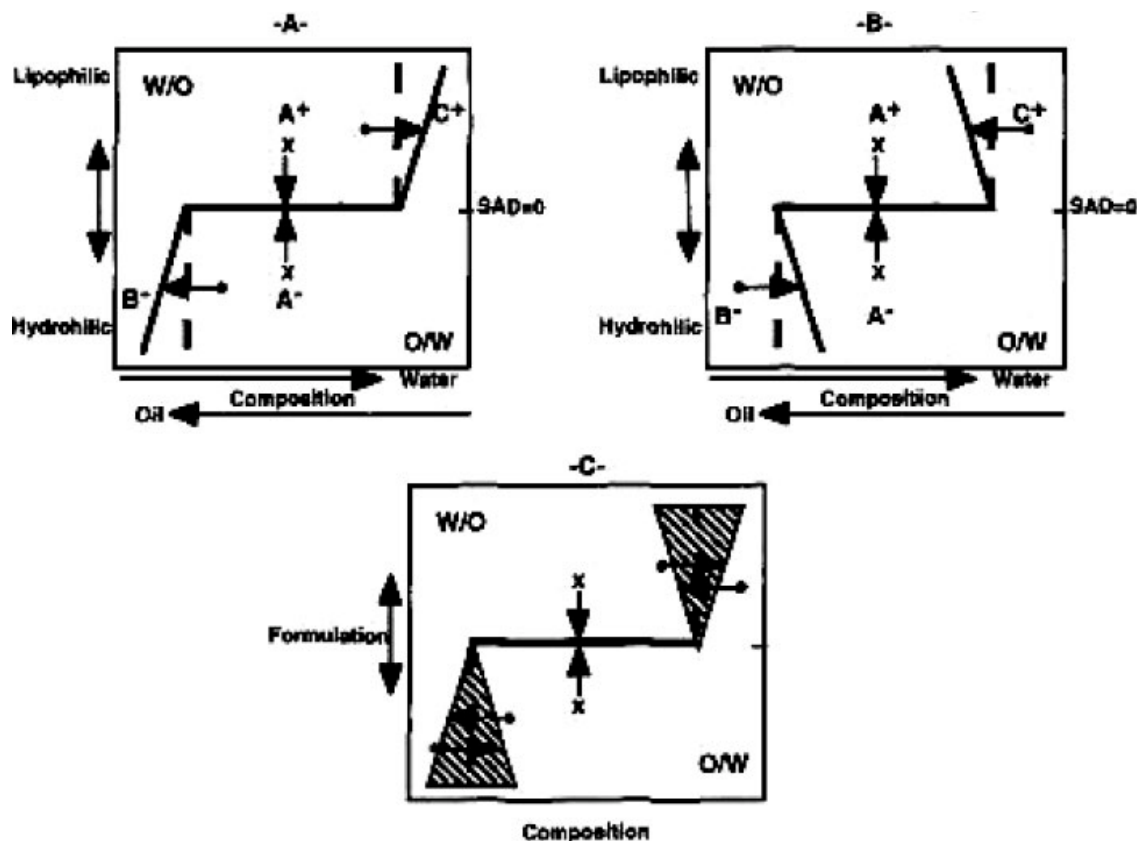 -A-
Lipophilic
W/O
A+
x
C+
SAD=0
x
B-
A-
Hydrohilic
O/W
Water
Composition
Oil
-B-
Lipophilic
W/O
A+
x
C+
SAD=0
x
B-
A-
Hydrohilic
O/W
Water
Composition
Oil
-C-
W/O
x
Formulation
x
O/W
Composition